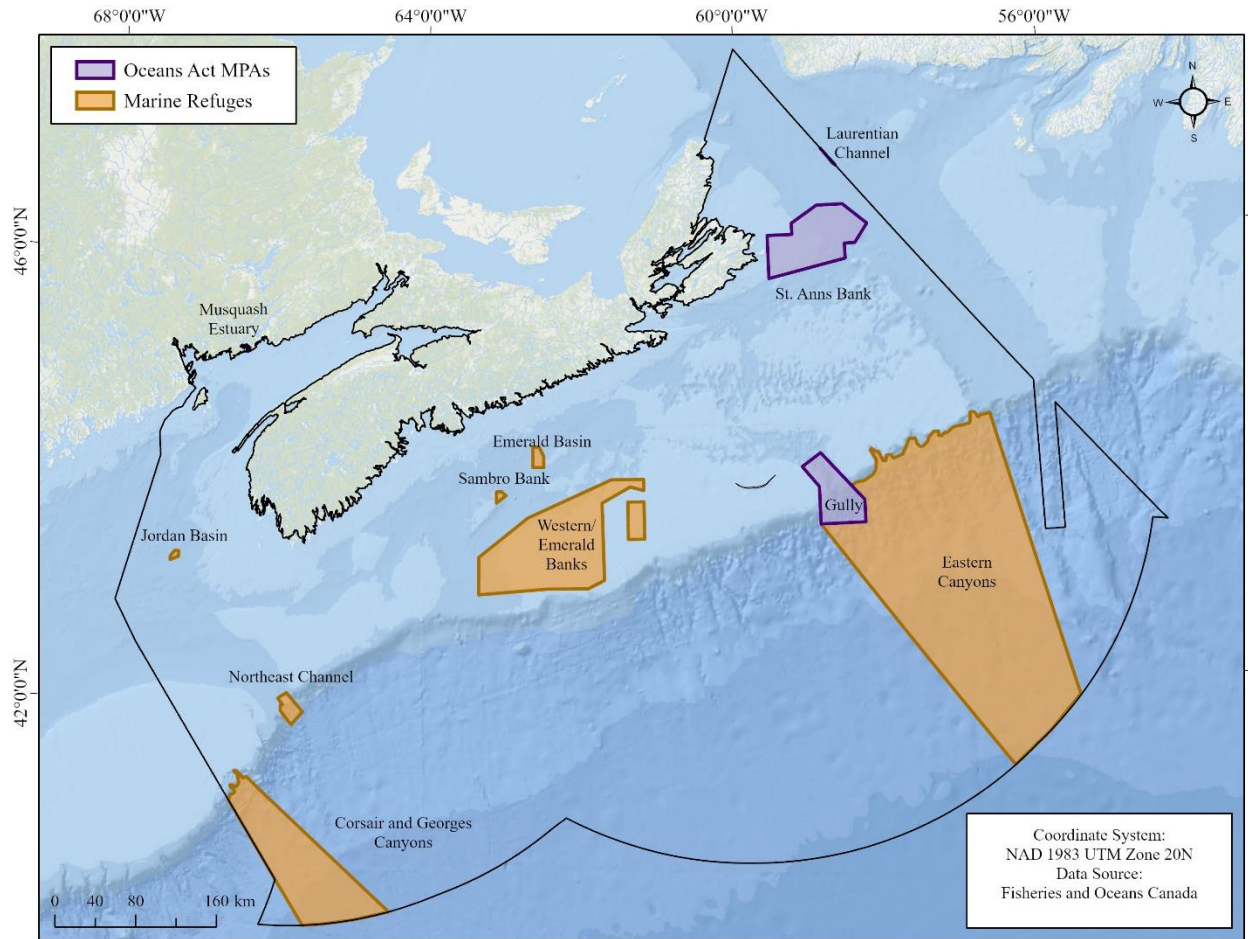 68°0'0"W
64°0'0"W
60°0'0"W
56°0'0"W
Oceans Act MPAs
Marine Refuges
N
W
E
S
Laurentian
Channel
46°0'0"N
St. Anns Bank
Musquash
Estuary
Emerald Basin
Sambro Bank
Gully
Western/
Emerald
Banks
Jordan Basin
Eastern
Canyons
42°0'0"N
Northeast Channel
Corsair and Georges
Canyons
Coordinate System:
NAD 1983 UTM Zone 20N
Data Source:
Fisheries and Oceans Canada
0 40 80 160 km